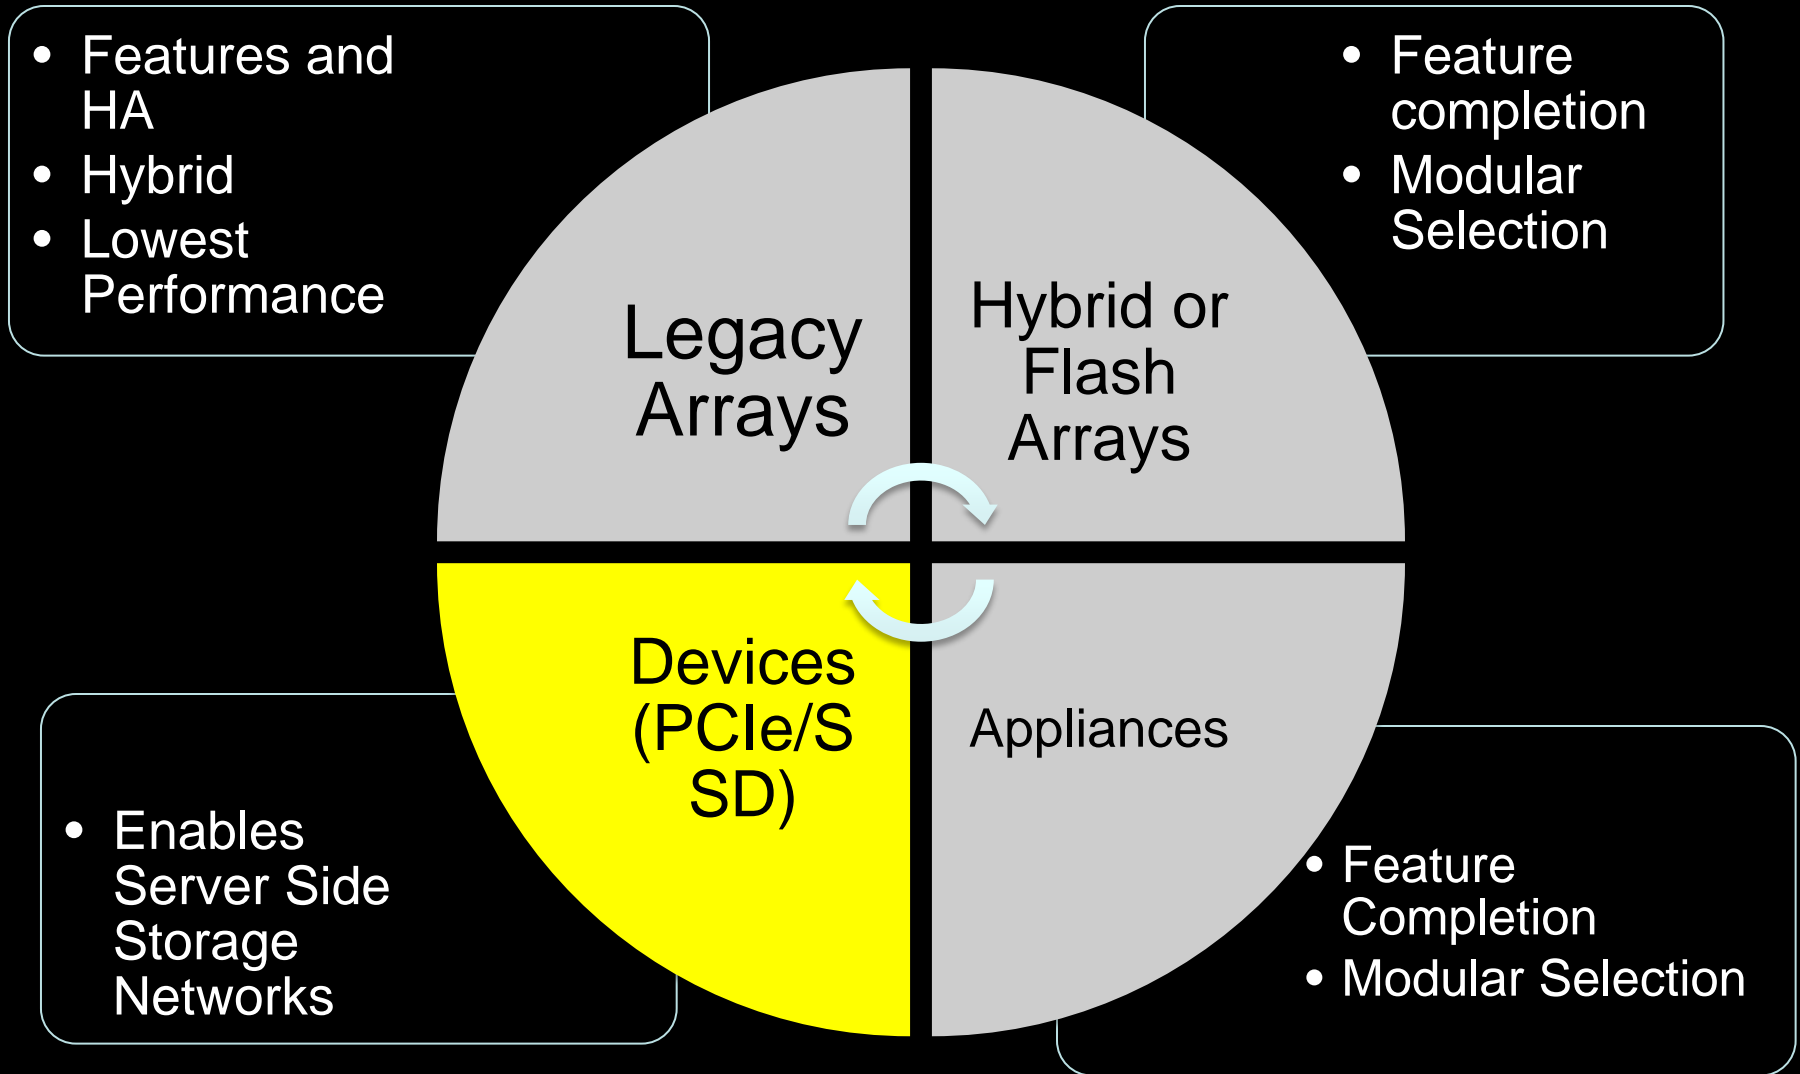 • Features and
HA
• Hybrid
• Lowest
Performance
• Feature
completion
• Modular
Selection
Legacy
Arrays
Hybrid or
Flash
Arrays
Devices
(PCIe/S
SD)
Appliances
• Enables
Server Side
Storage
Networks
• Feature
Completion
• Modular Selection